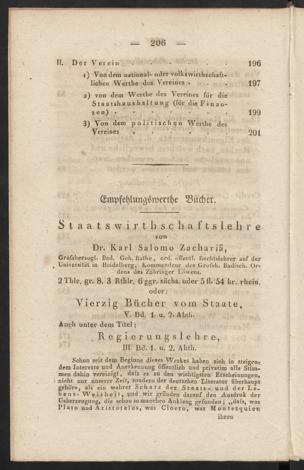 — 206 —
II. Der Verein . . . . . 196
1) Von dem national- oder volkswirthschaft-
lichen Werthe des Vereines . . 197
2) von dem Werthe des Vereines für die
Staatshaushaltung (für die Finan-
zen) . . . . . 199
3) Von dem politischen Werthe des
Vereines . . . . . 201
Empfehlungswerthe Bücher.
Staatswirthschaftslehre
von
Dr. Karl Salomo Zachariä,
Großherzogl. Bad. Geh. Rathe, ord. öffentl. Rechtslehrer auf der
Universität in Heidelberg, Kommandeur des Großh. Badisch. Or-
dens des Zähringer Löwens.
2 Thle, gr. 8. 3 Rthlr, 6 ggr. sächs. oder 5 fl. 54 kr. rhein.
oder:
Vierzig Bücher vom Staate,
V. Bd. 1. u. 2. Abth.
Auch unter dem Titel:
Regierungslehre,
III. Bd. 1. u. 2. Abth.
Schon seit dem Beginne dieses Werkes haben sich in steigen-
dem Interesse und Anerkennung öffentlich und privatim alle Stim-
men dahin vereinigt, daß es zu den wichtigsten Erscheinungen,
nicht nur unserer Zeit, sondern der deutschen Literatur überhaupt
gehöre, als ein wahrer Schatz der Staats- und der Le-
bens-Weisheit, und wir gründen darauf den Ausdruck der
Ueberzeugung, die schon in manchen Anklang gefunden: „daß, was
Plato und Aristoteles, was Cicero, was Montesquieu
ihrem